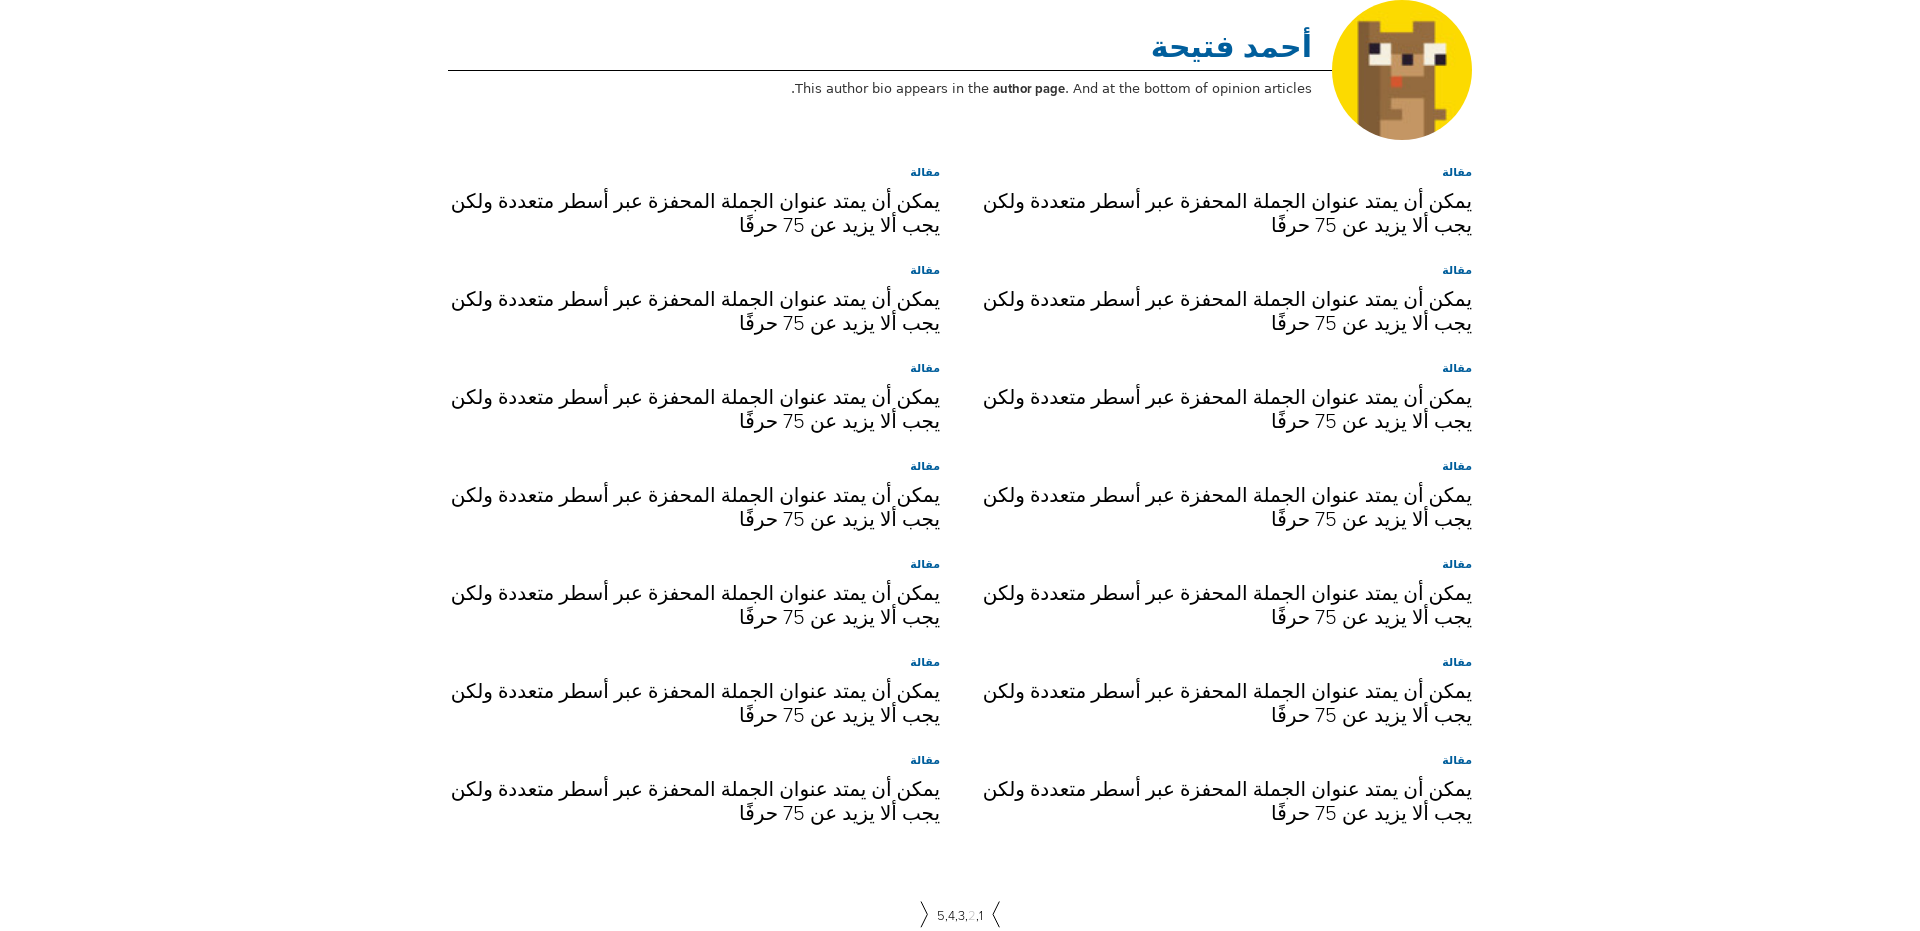 أحمد فتيحة
This author bio appears in the author page. And at the bottom of opinion articles.
مقالة
يمكن أن يمتد عنوان الجملة المحفزة عبر أسطر متعددة ولكن
يجب ألا يزيد عن 75 حرفًا
مقالة
يمكن أن يمتد عنوان الجملة المحفزة عبر أسطر متعددة ولكن
يجب ألا يزيد عن 75 حرفًا
مقالة
يمكن أن يمتد عنوان الجملة المحفزة عبر أسطر متعددة ولكن
يجب ألا يزيد عن 75 حرفًا
مقالة
يمكن أن يمتد عنوان الجملة المحفزة عبر أسطر متعددة ولكن
يجب ألا يزيد عن 75 حرفًا
مقالة
يمكن أن يمتد عنوان الجملة المحفزة عبر أسطر متعددة ولكن
يجب ألا يزيد عن 75 حرفًا
مقالة
يمكن أن يمتد عنوان الجملة المحفزة عبر أسطر متعددة ولكن
يجب ألا يزيد عن 75 حرفًا
مقالة
يمكن أن يمتد عنوان الجملة المحفزة عبر أسطر متعددة ولكن
يجب ألا يزيد عن 75 حرفًا
مقالة
يمكن أن يمتد عنوان الجملة المحفزة عبر أسطر متعددة ولكن
يجب ألا يزيد عن 75 حرفًا
مقالة
يمكن أن يمتد عنوان الجملة المحفزة عبر أسطر متعددة ولكن
يجب ألا يزيد عن 75 حرفًا
مقالة
يمكن أن يمتد عنوان الجملة المحفزة عبر أسطر متعددة ولكن
يجب ألا يزيد عن 75 حرفًا
مقالة
يمكن أن يمتد عنوان الجملة المحفزة عبر أسطر متعددة ولكن
يجب ألا يزيد عن 75 حرفًا
مقالة
يمكن أن يمتد عنوان الجملة المحفزة عبر أسطر متعددة ولكن
يجب ألا يزيد عن 75 حرفًا
مقالة
يمكن أن يمتد عنوان الجملة المحفزة عبر أسطر متعددة ولكن
يجب ألا يزيد عن 75 حرفًا
مقالة
يمكن أن يمتد عنوان الجملة المحفزة عبر أسطر متعددة ولكن
يجب ألا يزيد عن 75 حرفًا
1,2,3,4,5